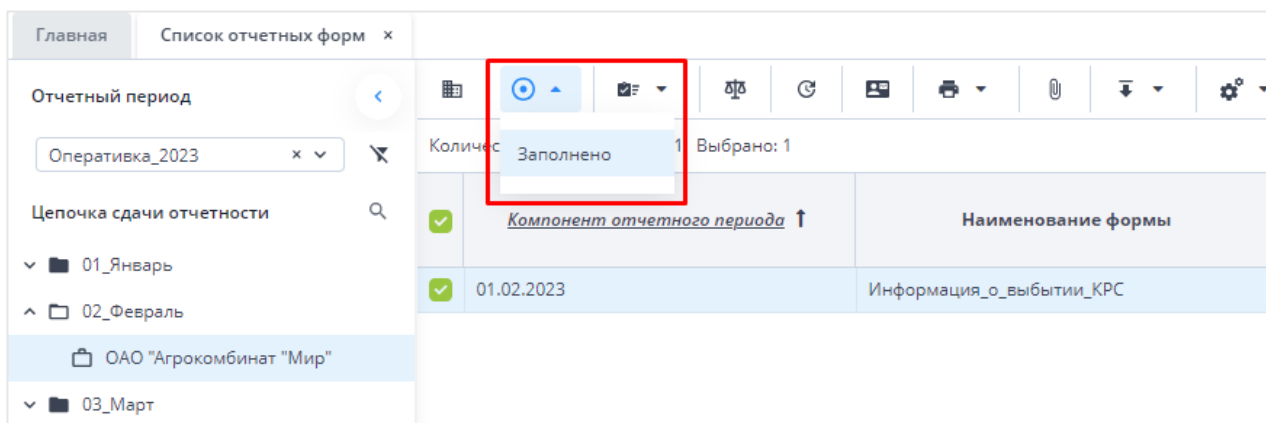 Главная
Список отчетных форм ×
Отчетный период
Оперативка_2023
Цепочка сдачи отчетности
01_Январь
02_Февраль
ОАО "Агрокомбинат "Мир"
03_Март
Заполнено
1 Выбрано: 1
Компонент отчетного периода ↑
Наименование формы
01.02.2023
Информация_о_выбытии_КРС